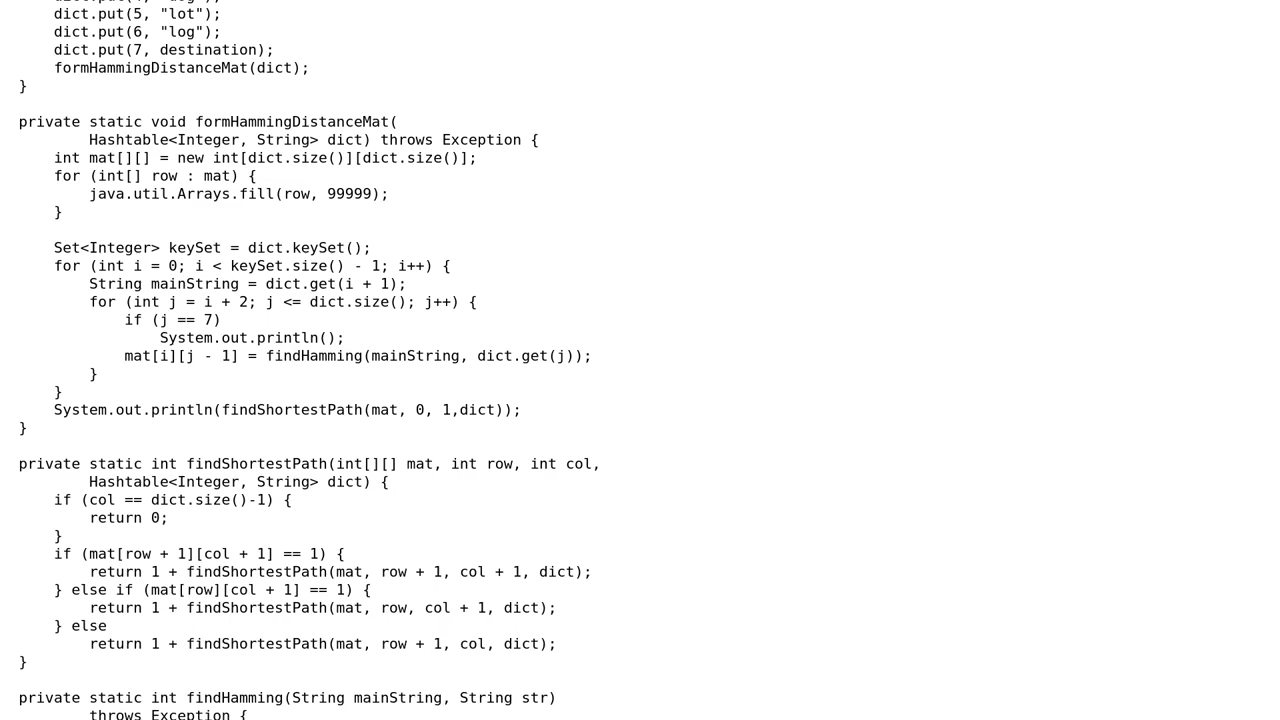 dict.put(5, "lot");
dict.put(6, "log");
dict.put(7, destination);
formHammingDistanceMat(dict);
}
private static void formHammingDistanceMat(
Hashtable<Integer, String> dict) throws Exception {
int mat[][] = new int[dict.size()][dict.size()];
for (int[] row : mat) {
java.util.Arrays.fill(row, 99999);
}
Set<Integer> keySet = dict.keySet();
for (int i = 0; i < keySet.size() - 1; i++) {
String mainString = dict.get(i + 1);
for (int j = i + 2; j <= dict.size(); j++) {
if (j == 7)
System.out.println();
mat[i][j - 1] = findHamming(mainString, dict.get(j));
}
}
System.out.println(findShortestPath(mat, 0, 1,dict));
}
private static int findShortestPath(int[][] mat, int row, int col,
Hashtable<Integer, String> dict) {
if (col == dict.size()-1) {
return 0;
}
if (mat[row + 1][col + 1] == 1) {
return 1 + findShortestPath(mat, row + 1, col + 1, dict);
} else if (mat[row][col + 1] == 1) {
return 1 + findShortestPath(mat, row, col + 1, dict);
} else
return 1 + findShortestPath(mat, row + 1, col, dict);
}
private static int findHamming(String mainString, String str)
throws Exception {